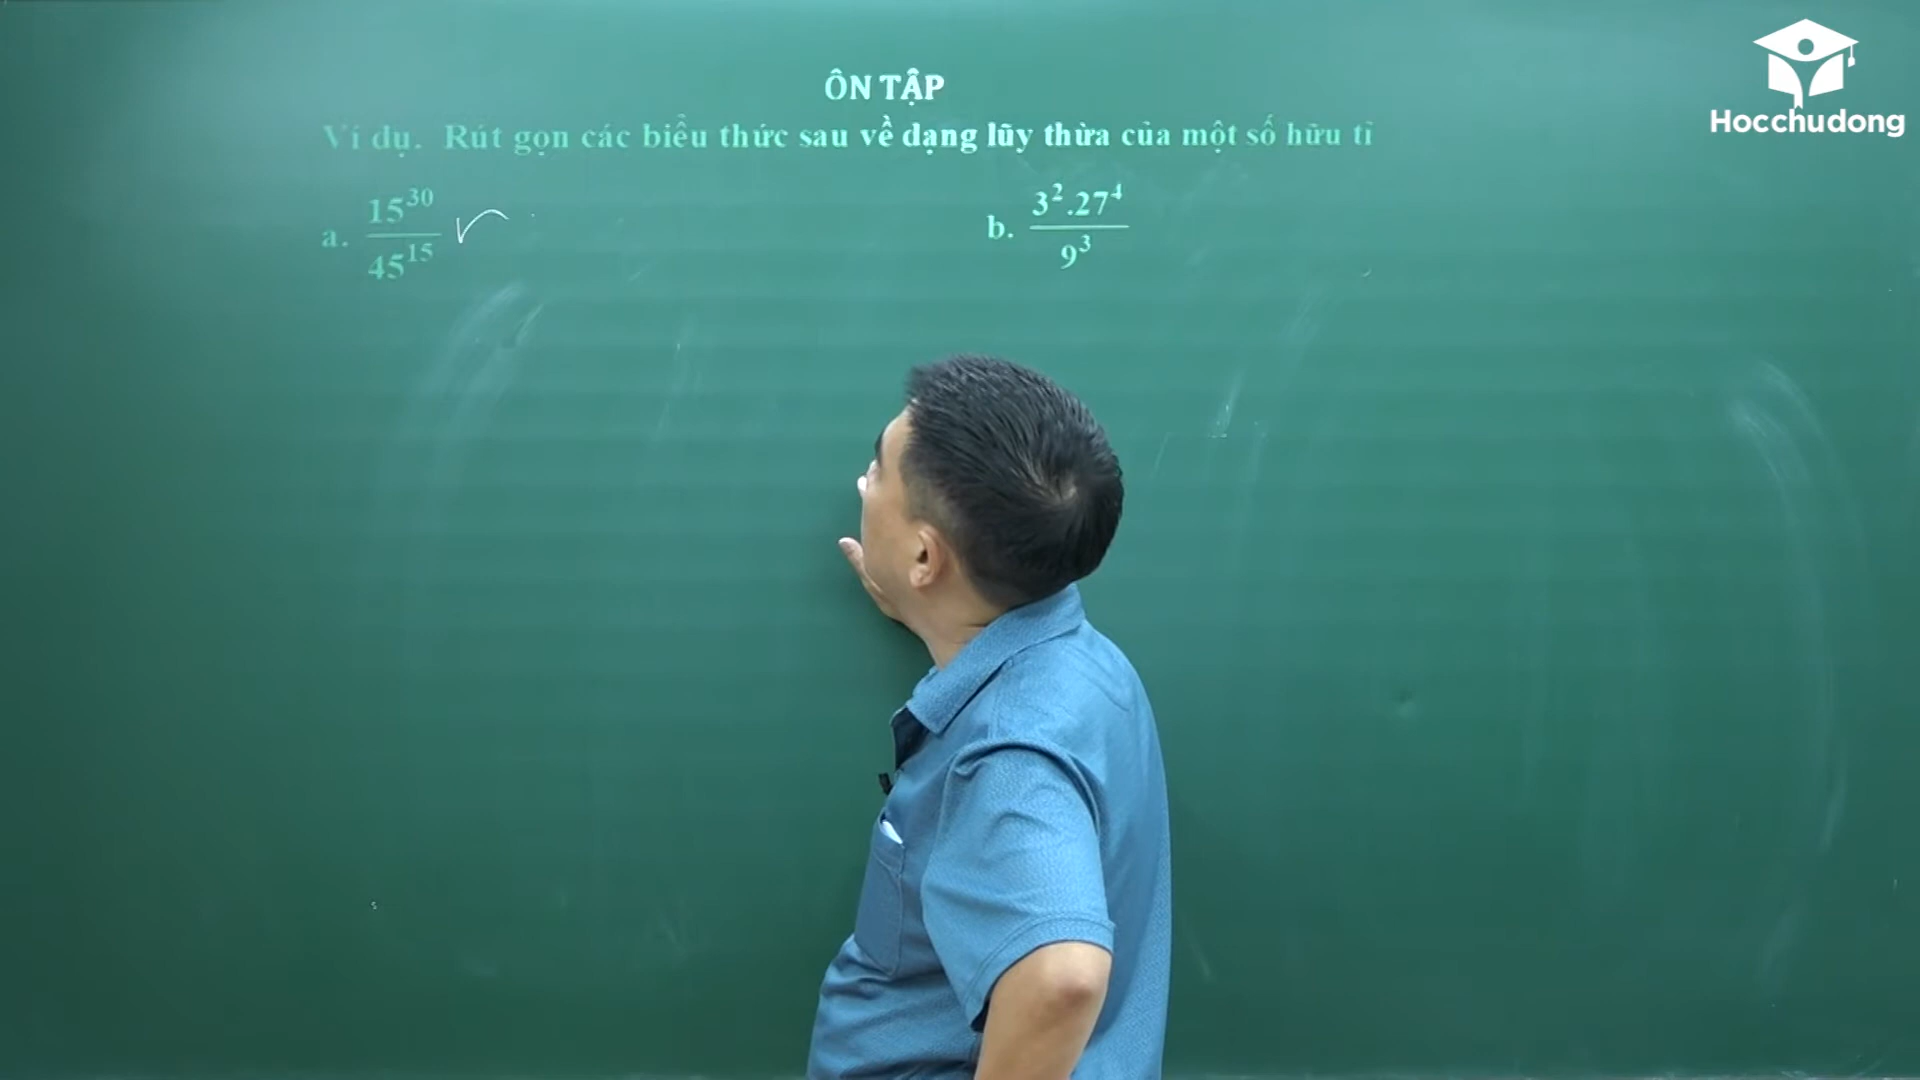 Hocchudong
ÔN TẬP
Ví dụ. Rút gọn các biểu thức sau về dạng lũy thừa của một số hữu tỉ
a. 15^30 / 45^15
b. 3^2.27^4 / 9^3